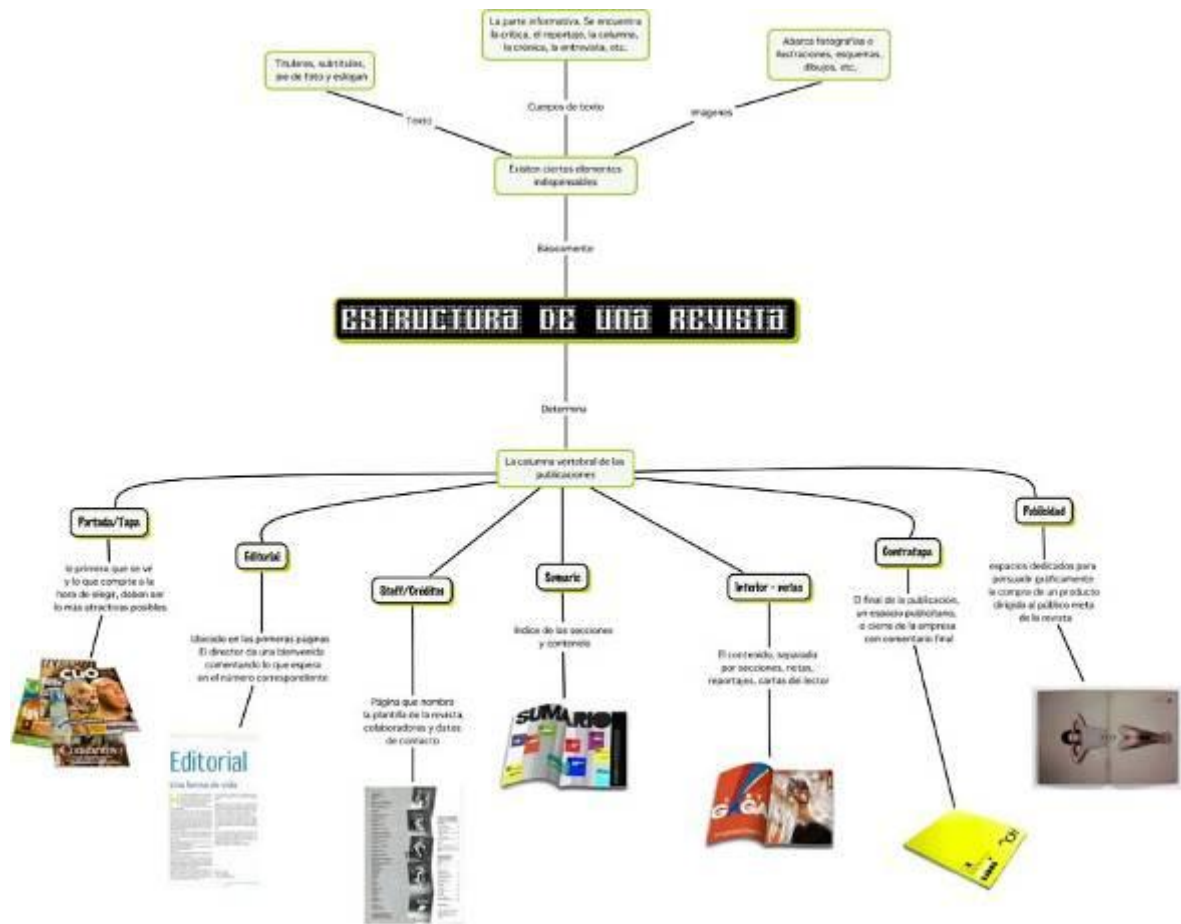 La parte informativa. Se encuentra
la crítica, el reportaje, la columna,
la crónica, la entrevista, etc.
Titulares, subtítulos,
pie de foto y eslogan
Abarca fotografías o
ilustraciones, esquemas,
dibujos, etc.
Texto
Cuerpos de texto
Imágenes
Existen ciertos elementos
indispensables
Básicamente
ESTRUCTURA DE UNA REVISTA
Determina
La columna vertebral de las
publicaciones
Portada/Tapa
lo primero que se ve
y lo que compite a la
hora de elegir, deben ser
lo más atractivas posibles.
Editorial
Ubicado en las primeras páginas
El director da una bienvenida
comentando lo que espera
en el número correspondiente
Staff/Créditos
Página que nombra
la plantilla de la revista,
colaboradores y datos
de contacto
Sumario
Índice de las secciones
y contenido
Interior - notas
El contenido, separado
por secciones, notas,
reportajes, cartas del lector
Contratapa
El final de la publicación,
un espacio publicitario,
o cierre de la empresa
con comentario final
Publicidad
espacios dedicados para
persuadir gráficamente
la compra de un producto
dirigida al público meta
de la revista
CLIO
Editorial
Una forma de vida
SUMARIO